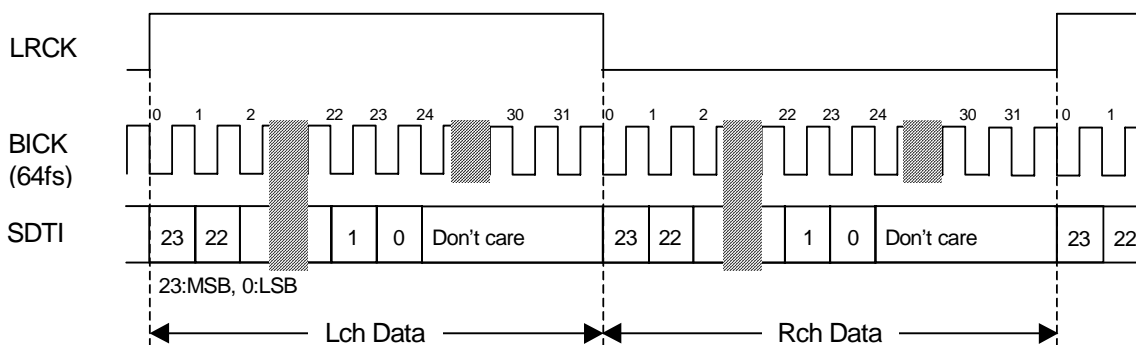 LRCK
0 1 2 22 23 24 30 31 0 1 2 22 23 24 30 31 0 1
BICK
(64fs)
SDTI 23 22 1 0 Don't care 23 22 1 0 Don't care 23 22
23:MSB, 0:LSB
Lch Data Rch Data